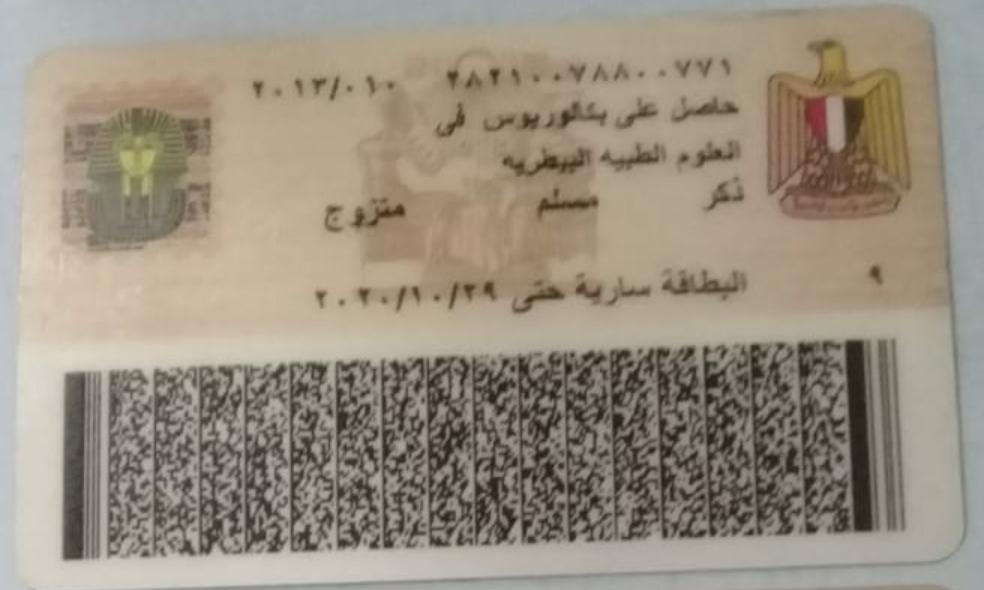 ٢٨٢١٠٠٧٨٨٠٠٧٧١ ٢٠١٣/٠١٠
حاصل على بكالوريوس فى
العلوم الطبيه البيطريه
ذكر مسلم متزوج
البطاقة سارية حتى ٢٠٢٠/١٠/٢٩
٩